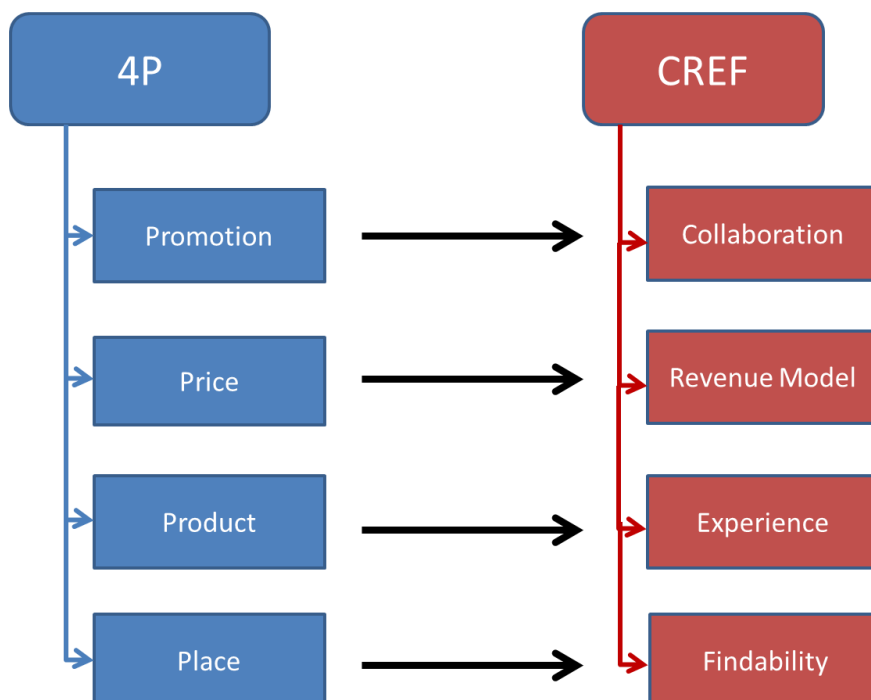 4P
CREF
Promotion
Collaboration
Price
Revenue Model
Product
Experience
Place
Findability